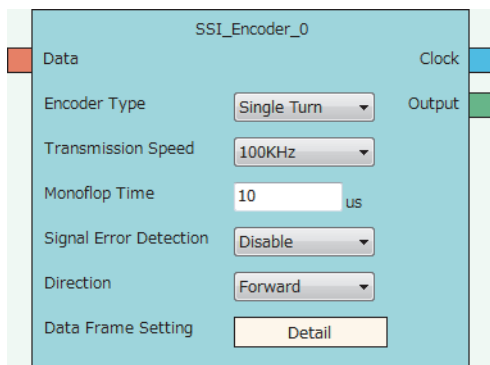 SSI_Encoder_0
Data Clock
Encoder Type Single Turn Output
Transmission Speed 100KHz
Monoflop Time 10 us
Signal Error Detection Disable
Direction Forward
Data Frame Setting Detail